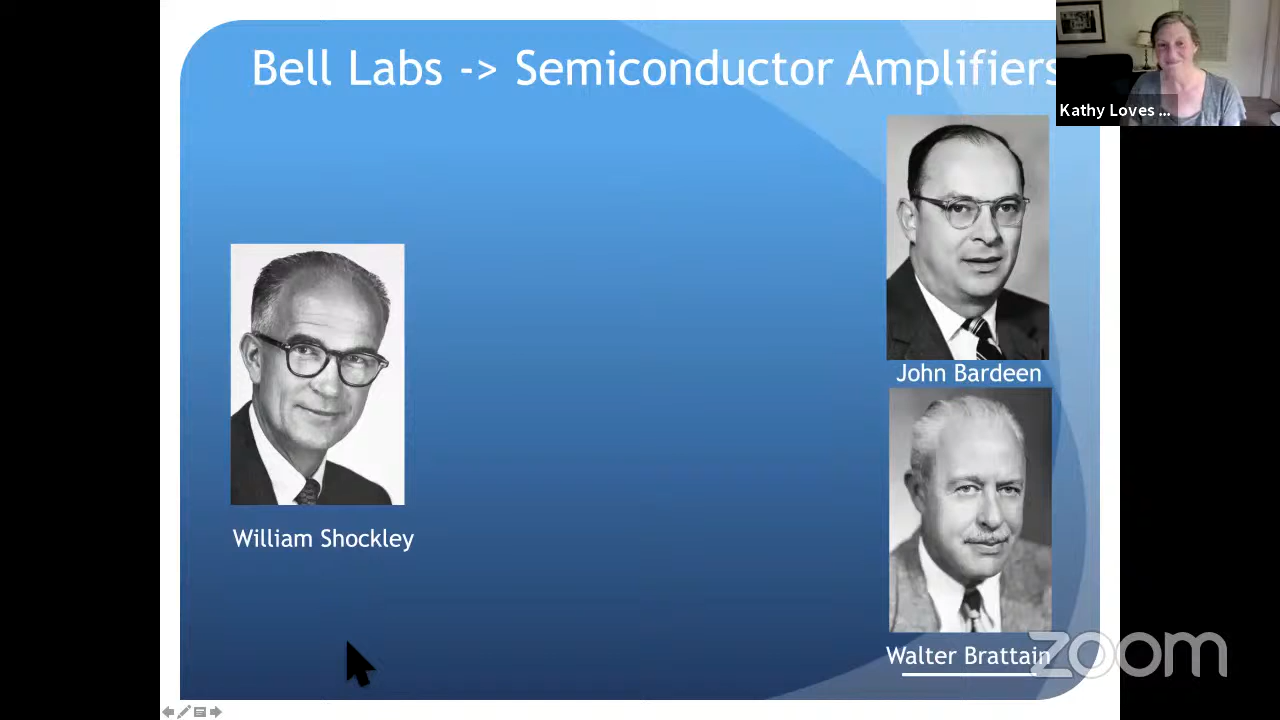 Bell Labs -> Semiconductor Amplifiers
Kathy Loves ...
John Bardeen
William Shockley
Walter Brattain
zoom